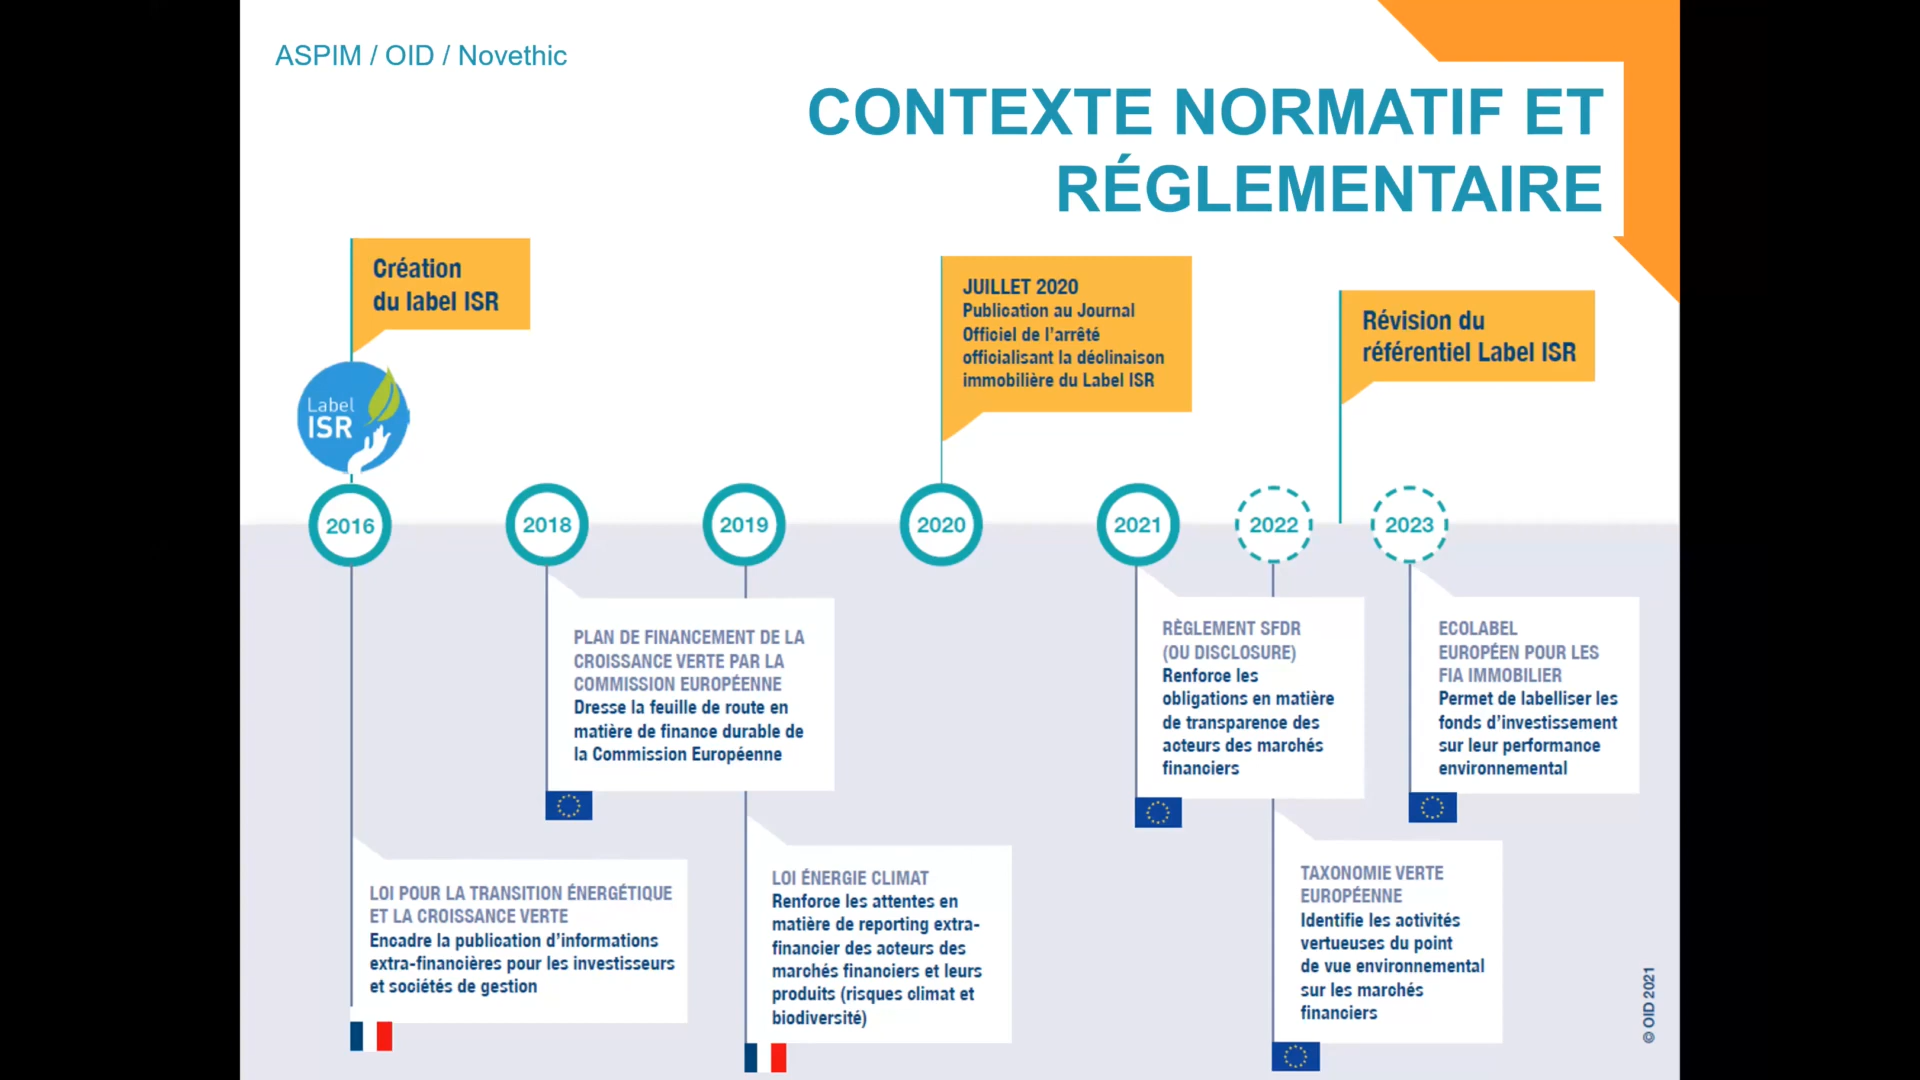 ASPIM / OID / Novethic
CONTEXTE NORMATIF ET
RÉGLEMENTAIRE
Création
du label ISR
Label
ISR
JUILLET 2020
Publication au Journal
Officiel de l'arrêté
officialisant la déclinaison
immobilière du Label ISR
Révision du
référentiel Label ISR
2016
2018
2019
2020
2021
2022
2023
PLAN DE FINANCEMENT DE LA
CROISSANCE VERTE PAR LA
COMMISSION EUROPÉENNE
Dresse la feuille de route en
matière de finance durable de
la Commission Européenne
RÈGLEMENT SFDR
(OU DISCLOSURE)
Renforce les
obligations en matière
de transparence des
acteurs des marchés
financiers
ECOLABEL
EUROPÉEN POUR LES
FIA IMMOBILIER
Permet de labelliser les
fonds d'investissement
sur leur performance
environnemental
LOI POUR LA TRANSITION ÉNERGÉTIQUE
ET LA CROISSANCE VERTE
Encadre la publication d'informations
extra-financières pour les investisseurs
et sociétés de gestion
LOI ÉNERGIE CLIMAT
Renforce les attentes en
matière de reporting extra-
financier des acteurs des
marchés financiers et leurs
produits (risques climat et
biodiversité)
TAXONOMIE VERTE
EUROPÉENNE
Identifie les activités
vertueuses du point
de vue environnemental
sur les marchés
financiers
© OID 2021